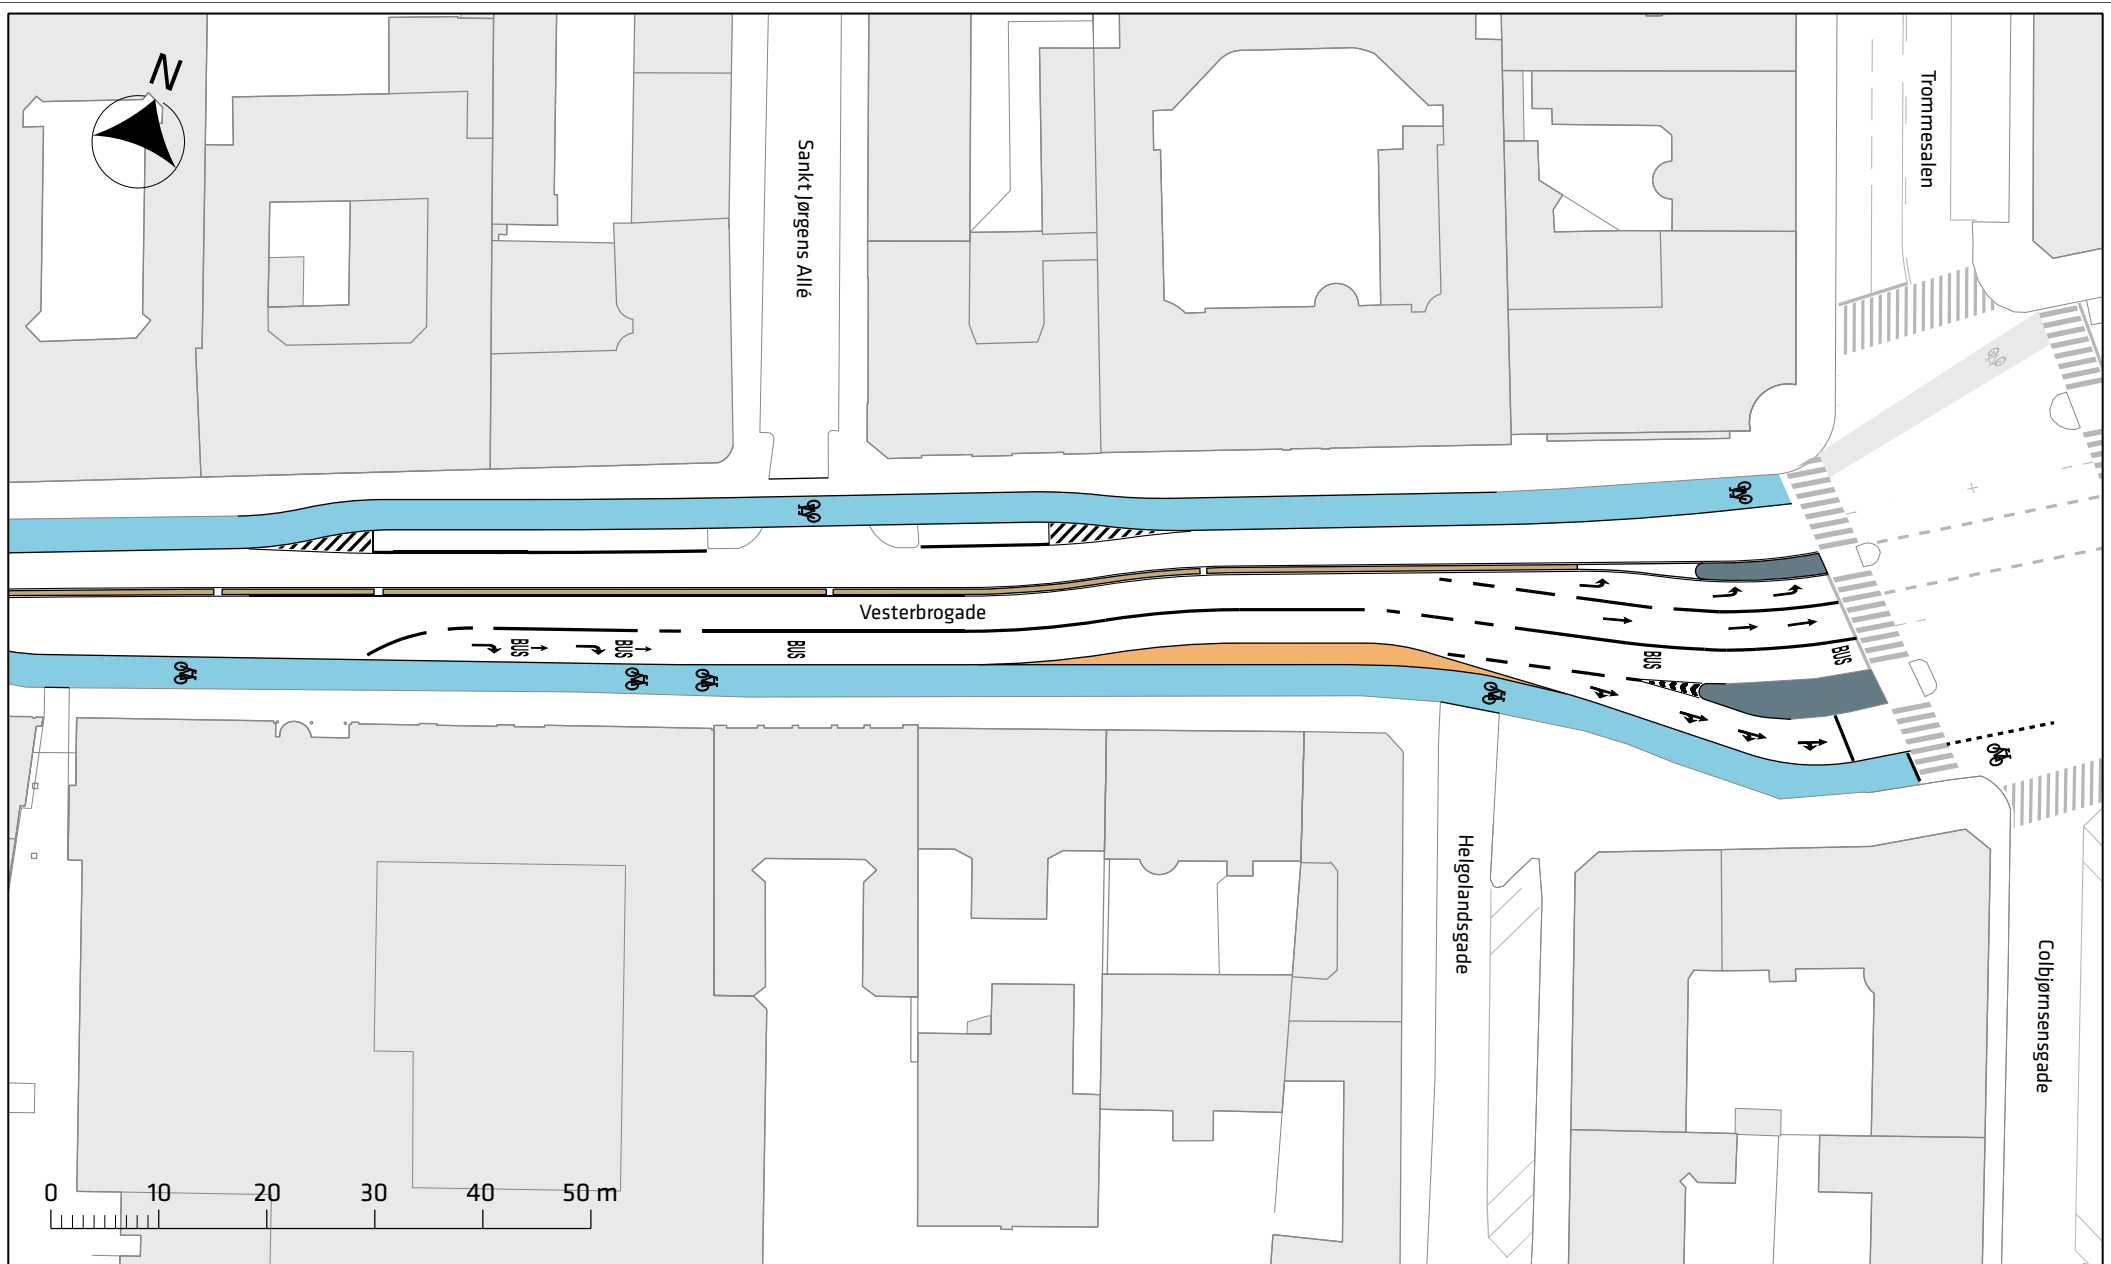 N
Trommesalen
Sankt Jørgens Allé
Vesterbrogade
BUS
BUS
BUS
BUS
BUS
Helgolandsgade
Colbjørnsensgade
0 10 20 30 40 50 m